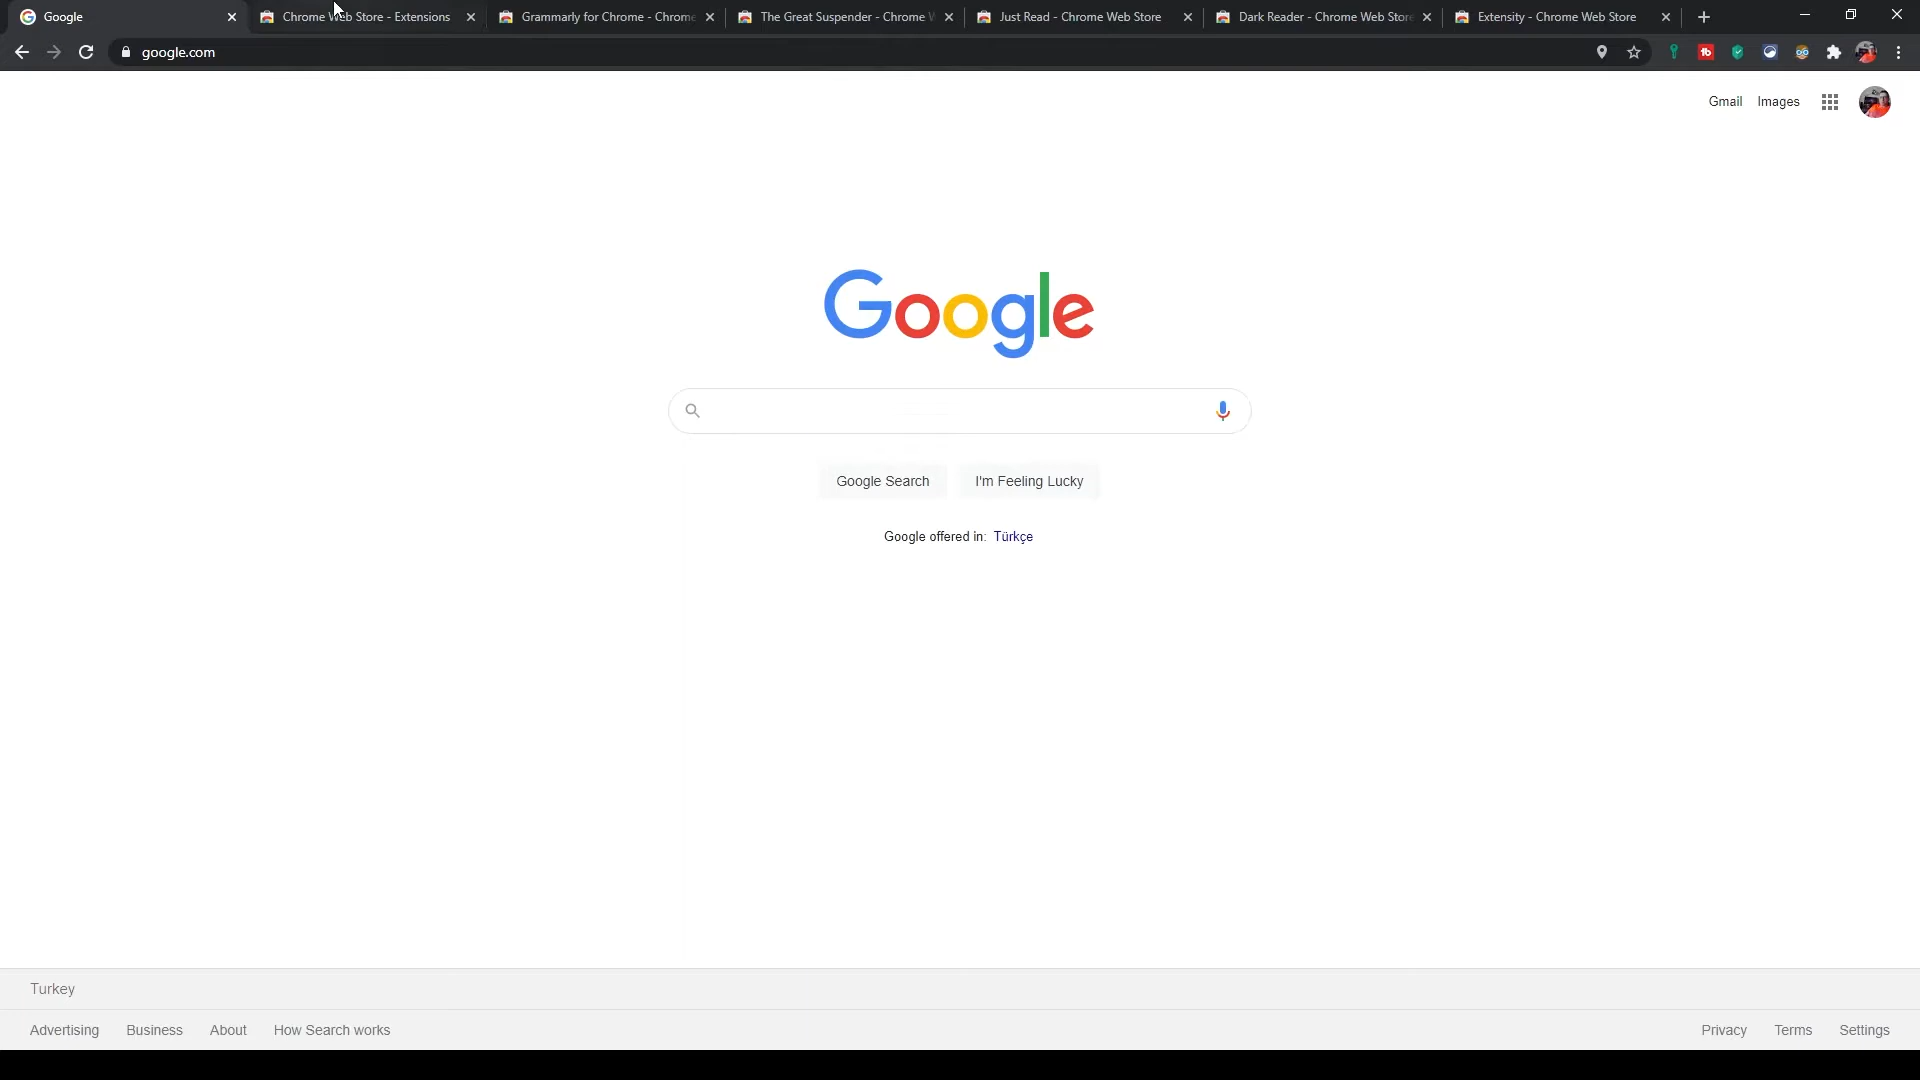 Google
Chrome Web Store - Extensions
Grammarly for Chrome - Chrome
The Great Suspender - Chrome W
Just Read - Chrome Web Store
Dark Reader - Chrome Web Store
Extensity - Chrome Web Store
google.com
Gmail
Images
Google
Google Search
I'm Feeling Lucky
Google offered in: Türkçe
Turkey
Advertising
Business
About
How Search works
Privacy
Terms
Settings